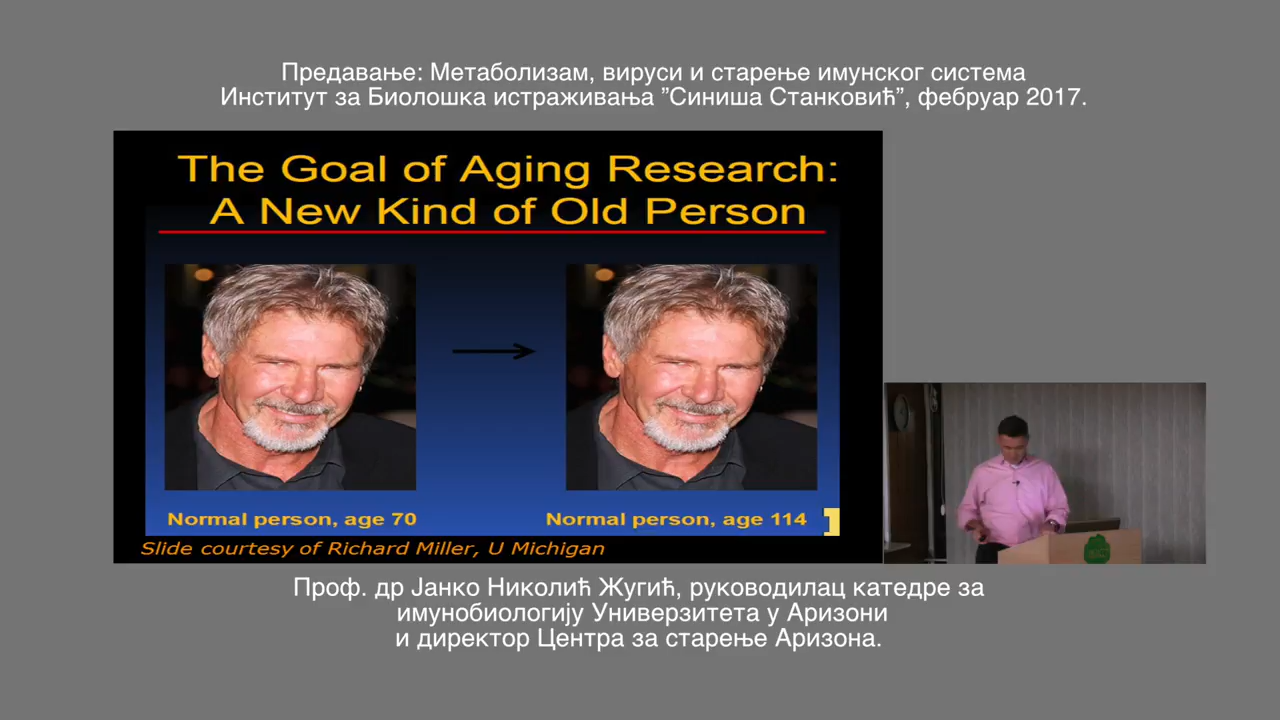 Предавање: Метаболизам, вируси и старење имунског система
Институт за Биолошка истраживања ”Синиша Станковић”, фебруар 2017.
The Goal of Aging Research:
A New Kind of Old Person
Normal person, age 70
Normal person, age 114
Slide courtesy of Richard Miller, U Michigan
Проф. др Јанко Николић Жугић, руководилац катедре за
имунобиологију Универзитета у Аризони
и директор Центра за старење Аризона.